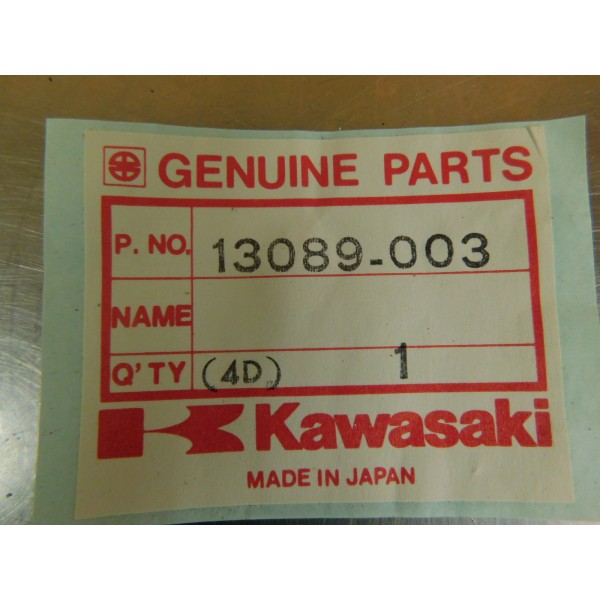 GENUINE PARTS
P. NO. 13089-003
NAME
Q'TY (4D) 1
Kawasaki
MADE IN JAPAN